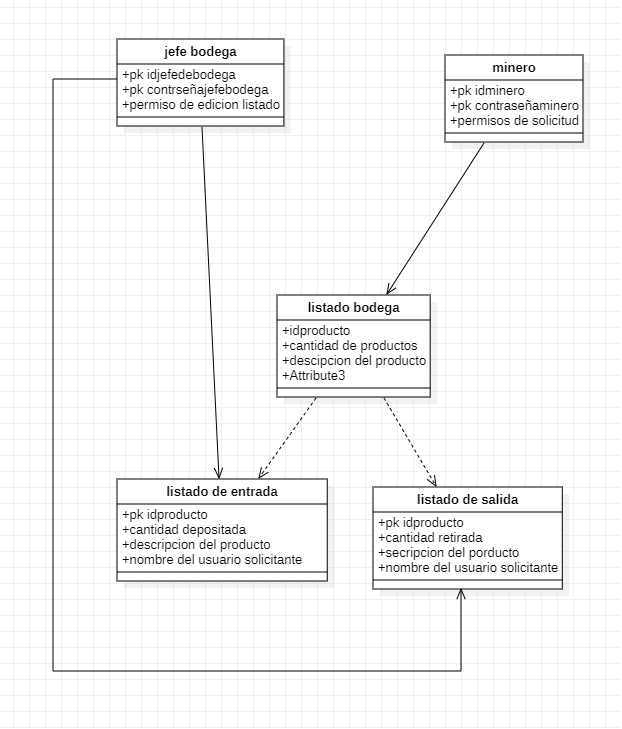 jefe bodega
+pk idjefedebodega
+pk contrseñajefebodega
+permiso de edicion listado
minero
+pk idminero
+pk contraseñaminero
+permisos de solicitud
listado bodega
+idproducto
+cantidad de productos
+descipcion del producto
+Attribute3
listado de entrada
+pk idproducto
+cantidad depositada
+descripcion del producto
+nombre del usuario solicitante
listado de salida
+pk idproducto
+cantidad retirada
+secripcion del porducto
+nombre del usuario solicitante